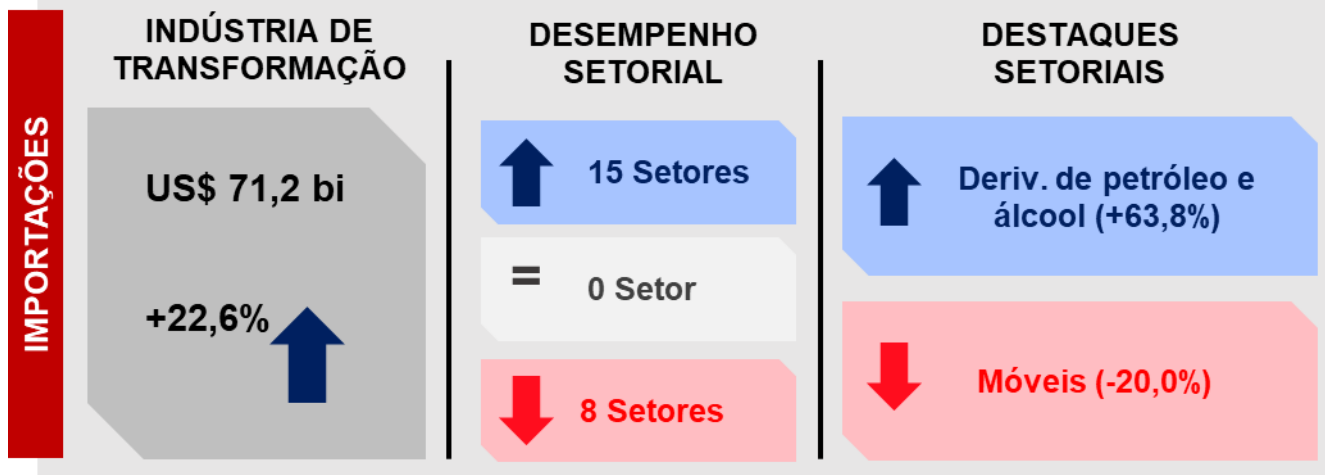 IMPORTAÇÕES
INDÚSTRIA DE
TRANSFORMAÇÃO
US$ 71,2 bi
+22,6%
DESEMPENHO
SETORIAL
15 Setores
= 0 Setor
8 Setores
DESTAQUES
SETORIAIS
Deriv. de petróleo e
álcool (+63,8%)
Móveis (-20,0%)